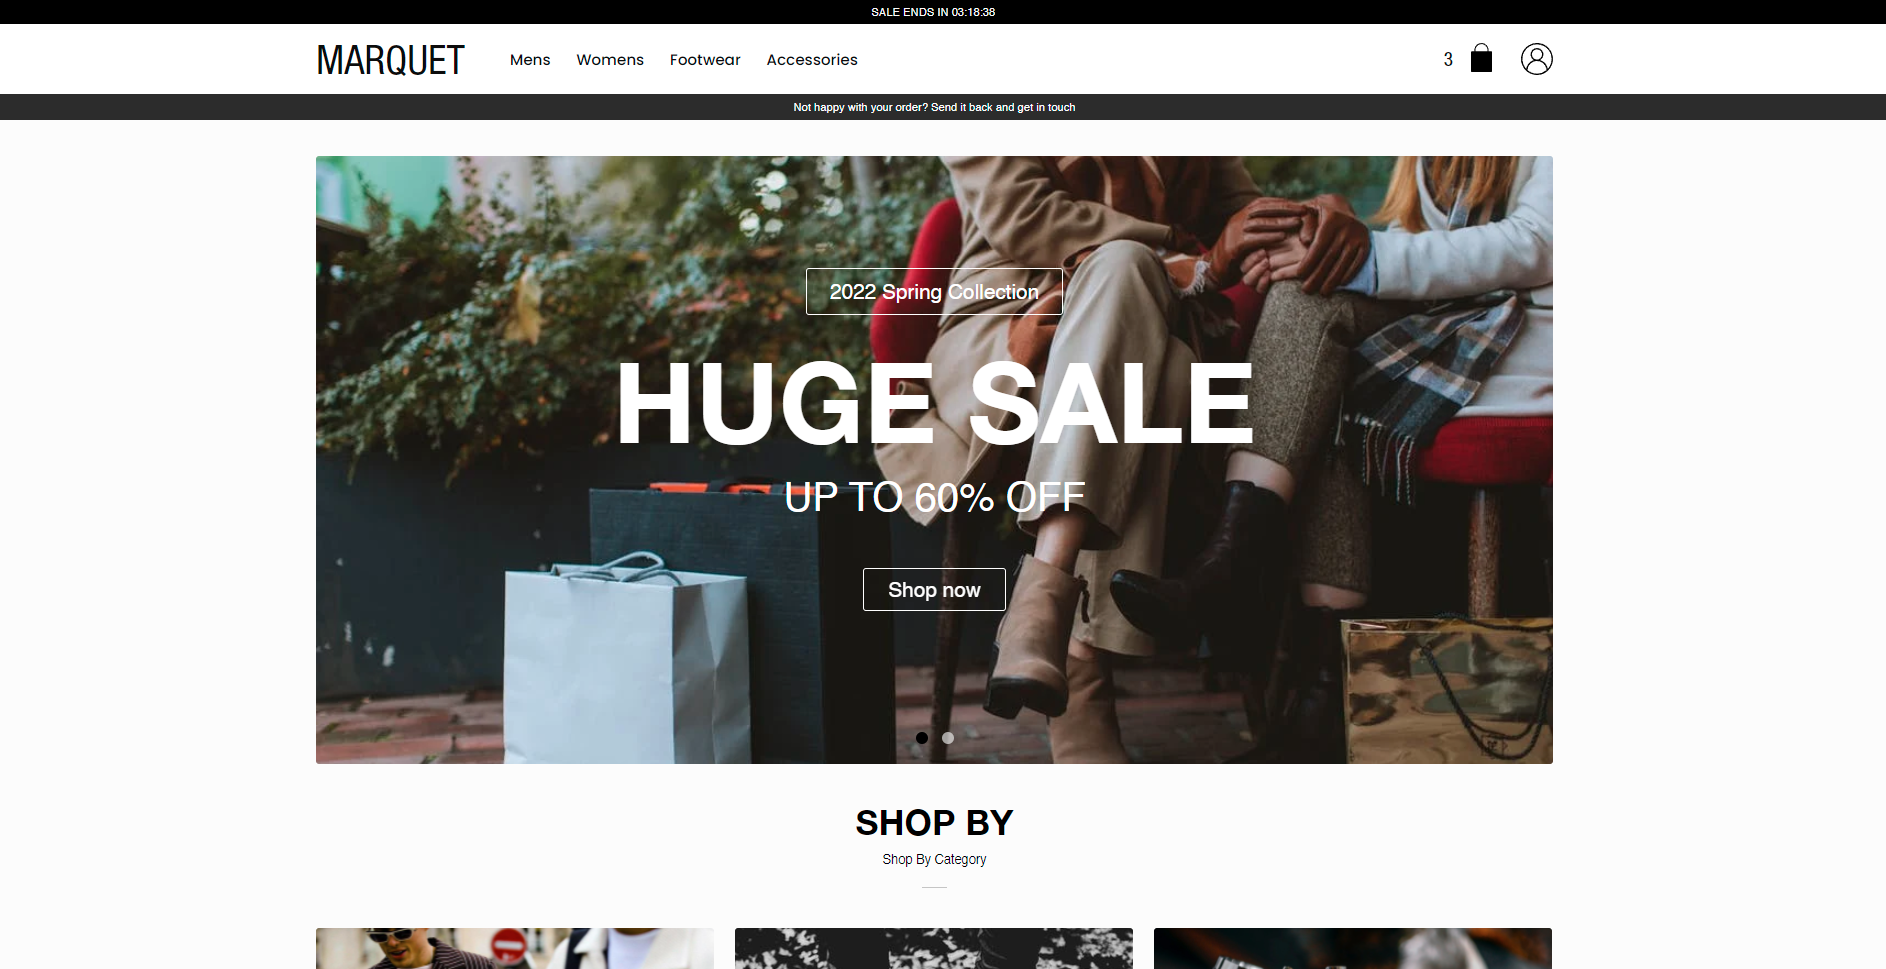 SALE ENDS IN 03:18:38
MARQUET
Mens Womens Footwear Accessories
3
Not happy with your order? Send it back and get in touch
2022 Spring Collection
HUGE SALE
UP TO 60% OFF
Shop now
SHOP BY
Shop By Category